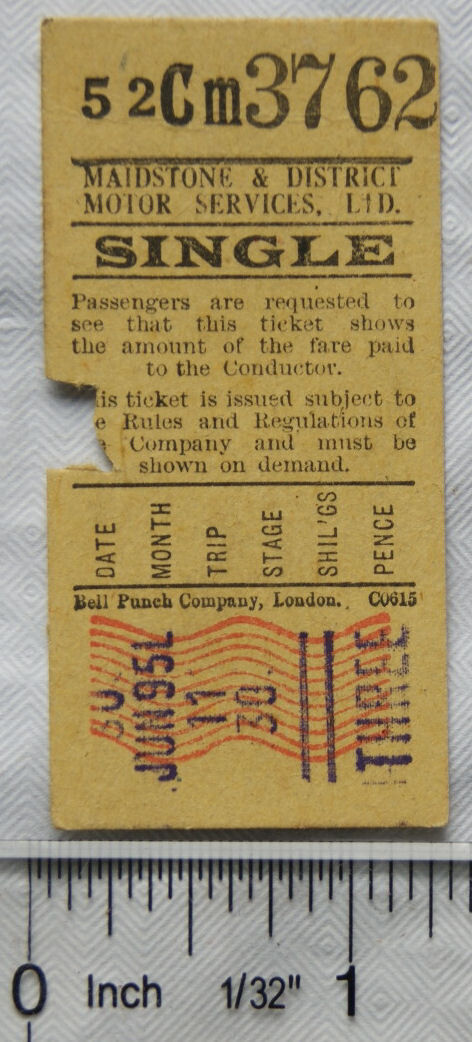 52Cm3762
MAIDSTONE & DISTRICT
MOTOR SERVICES, LTD.
SINGLE
Passengers are requested to
see that this ticket shows
the amount of the fare paid
to the Conductor.
is ticket is issued subject to
e Rules and Regulations of
e Company and must be
shown on demand.
DATE
MONTH
TRIP
STAGE
SHIL'GS
PENCE
Bell Punch Company, London. C0615
30
11
30
THREE
0 Inch 1/32" 1